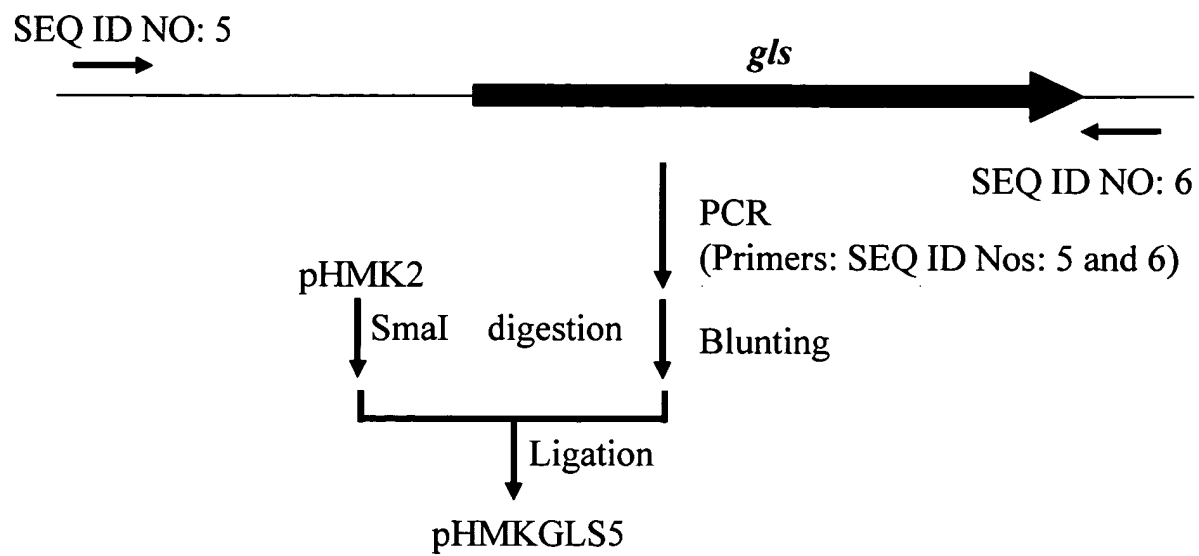 SEQ ID NO: 5
gls
SEQ ID NO: 6
PCR
(Primers: SEQ ID Nos: 5 and 6)
pHMK2
SmaI digestion
Blunting
Ligation
pHMKGLS5